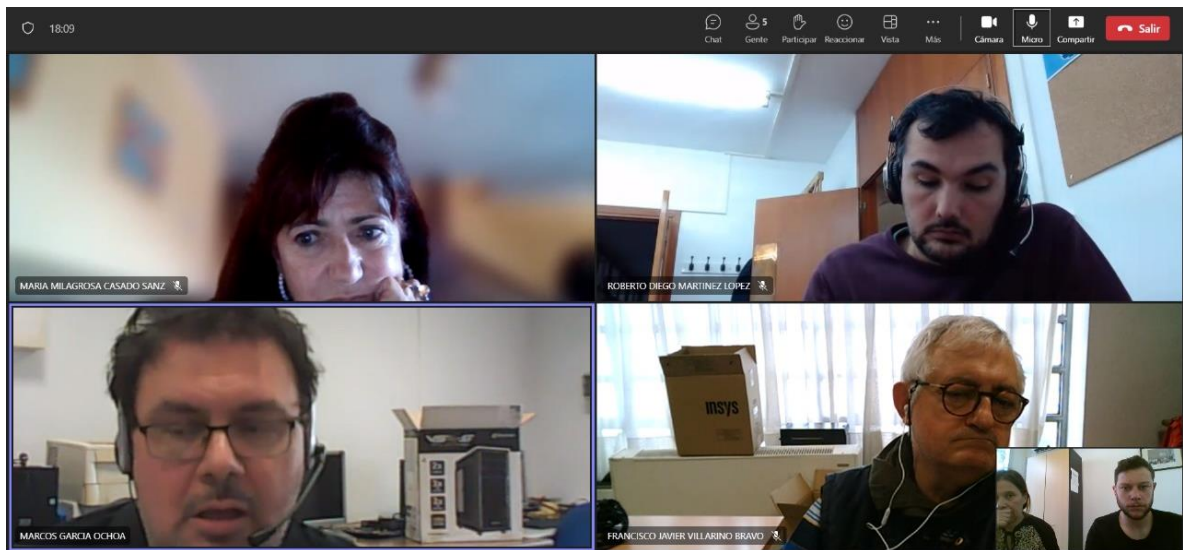 18:09
5
Chat
Gente
Participar
Reaccionar
Vista
Más
Cámara
Micro
Compartir
Salir
MARIA MILAGROSA CASADO SANZ
ROBERTO DIEGO MARTINEZ LOPEZ
insys
MARCOS GARCIA OCHOA
FRANCISCO JAVIER VILLARINO BRAVO